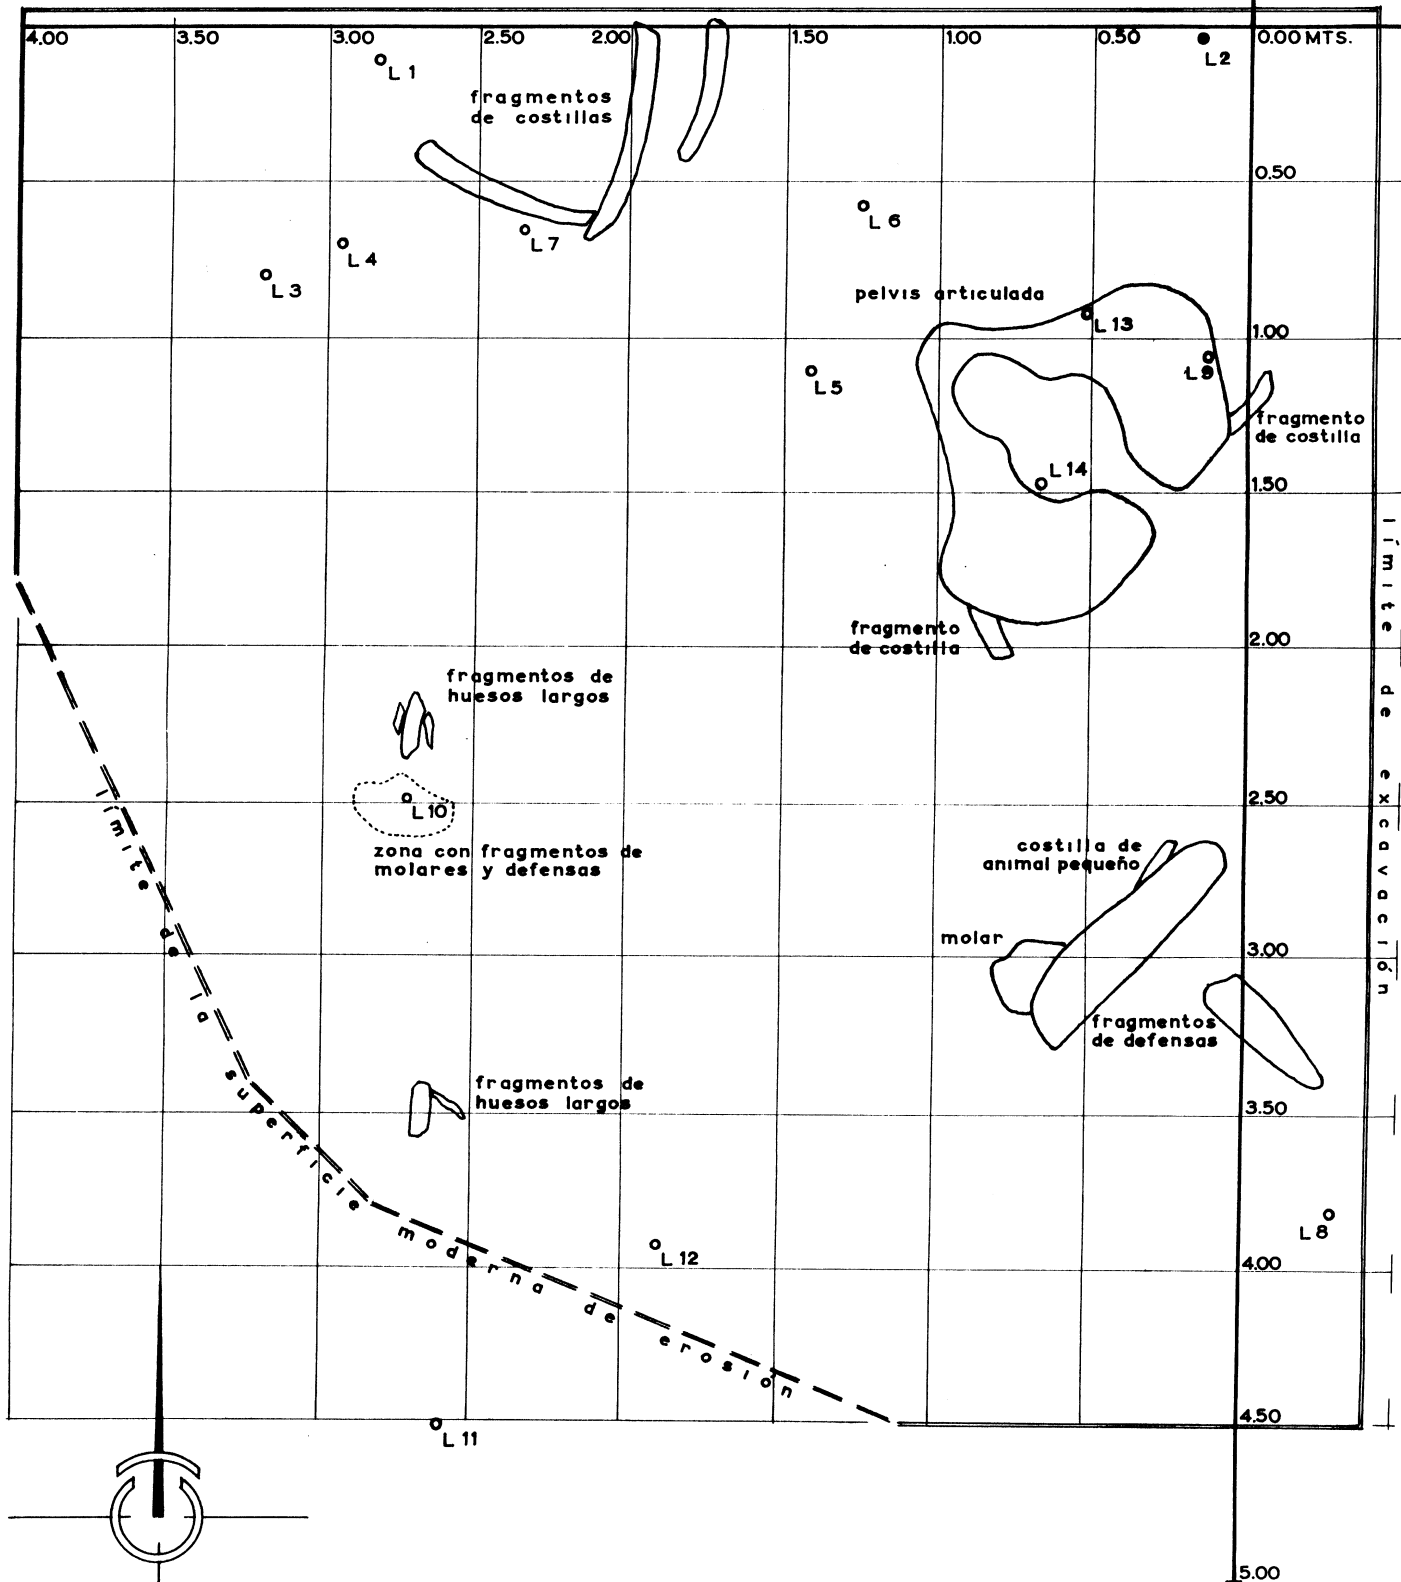 4.00 3.50 3.00 2.50 2.00 1.50 1.00 0.50 0.00 MTS.
L 1
L 2
fragmentos
de costillas
0.50
L 6
L 7
L 4
L 3
pelvis articulada
L 13
1.00
L 5
L 9
fragmento
de costilla
L 14
1.50
límite de excavación
fragmento
de costilla
2.00
fragmentos de
huesos largos
L 10
2.50
zona con fragmentos de
molares y defensas
costilla de
animal pequeño
molar
3.00
fragmentos
de defensas
fragmentos de
huesos largos
3.50
límite de la superficie moderna de erosión
L 8
L 12
4.00
4.50
L 11
5.00